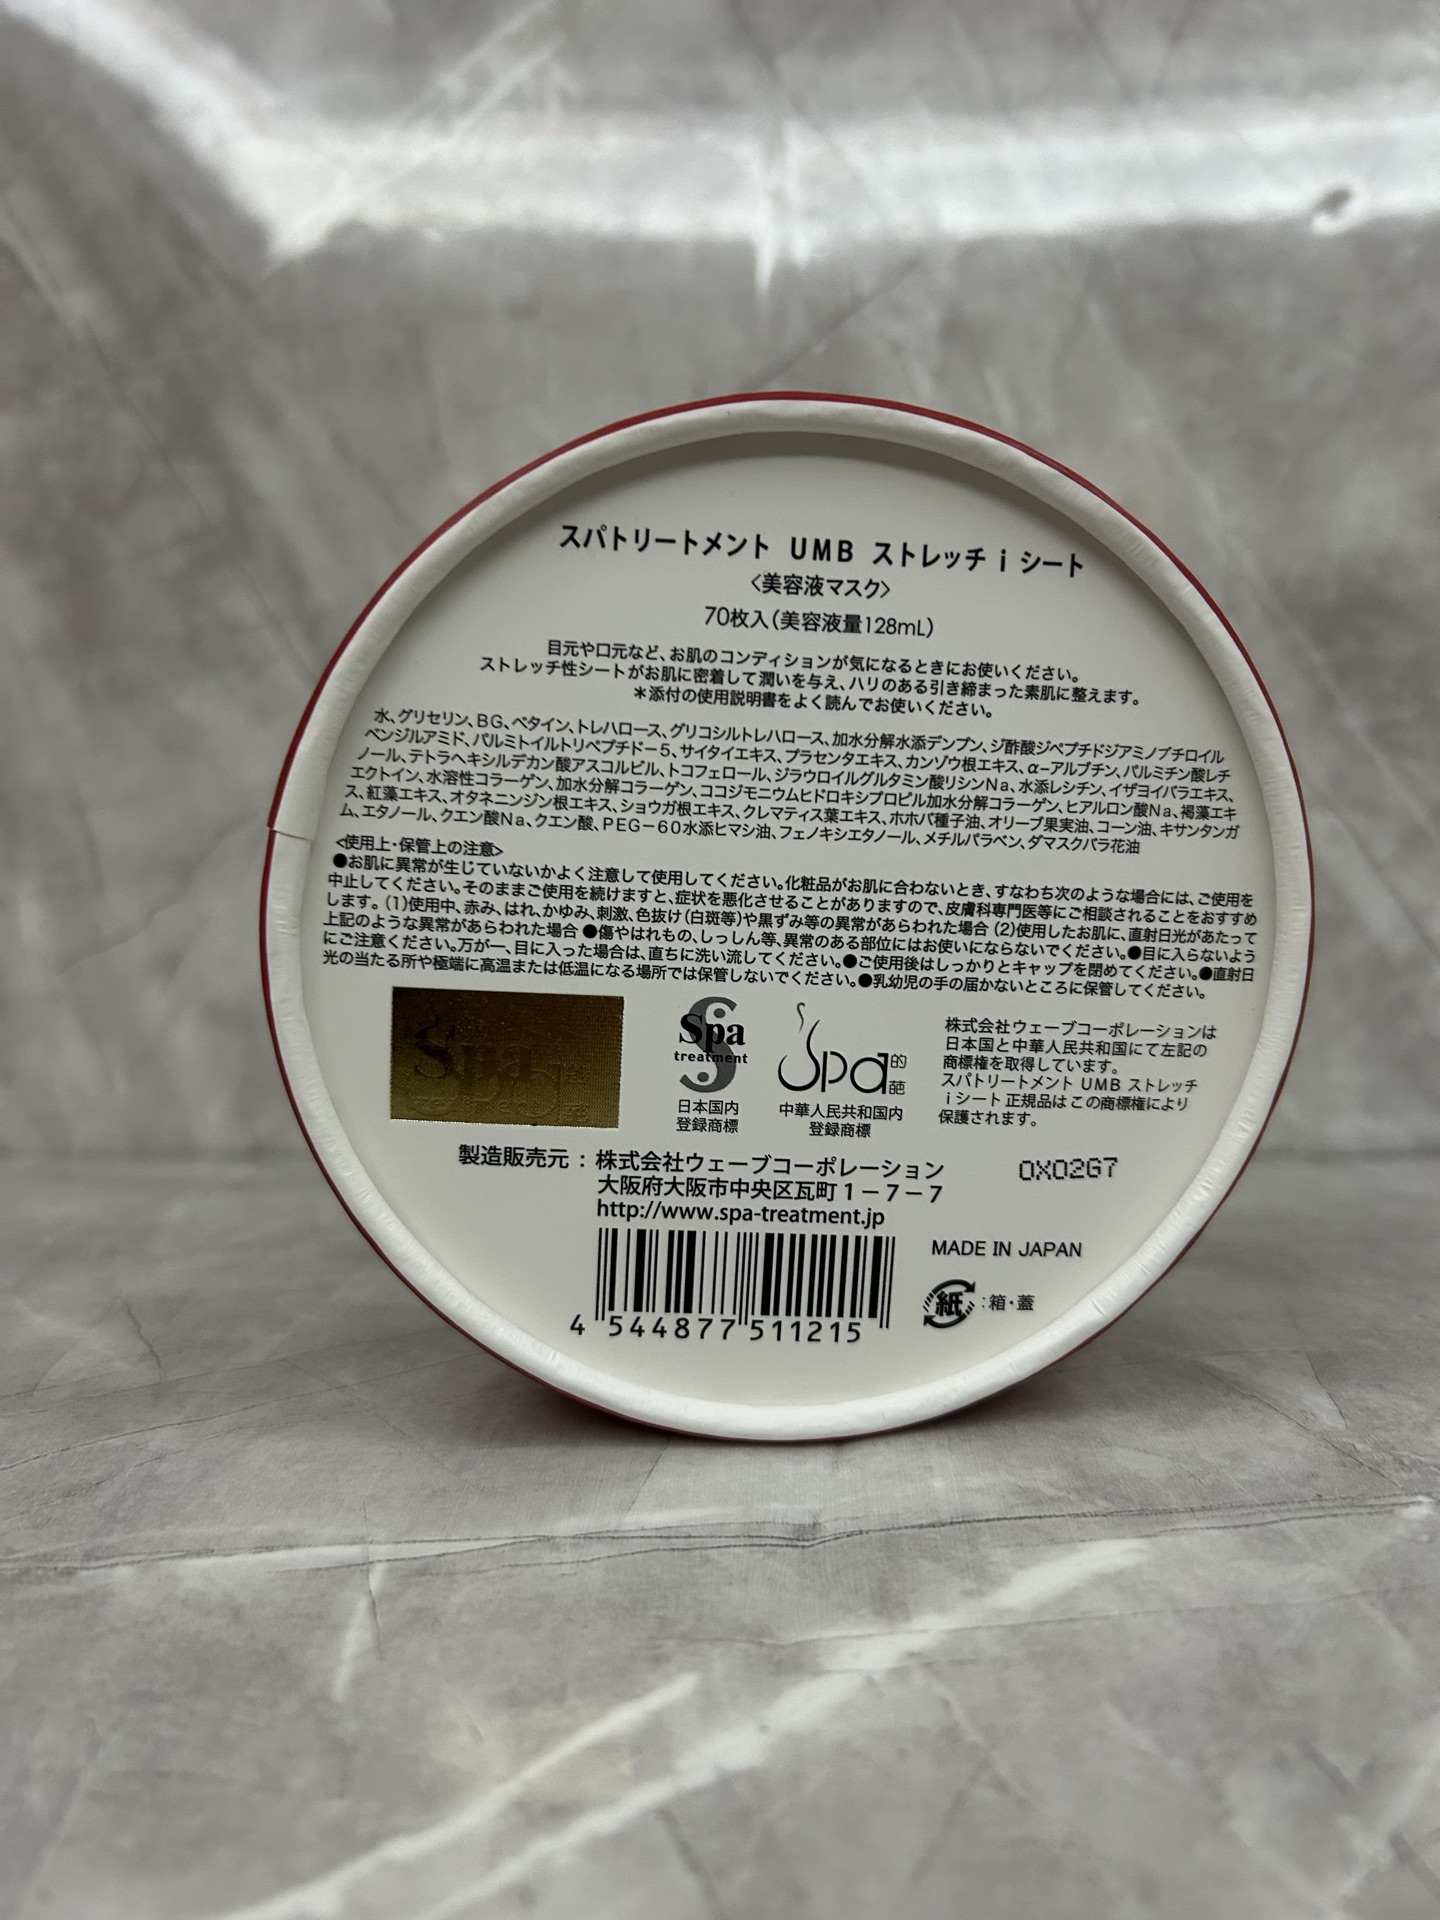 スパトリートメント UMB ストレッチ i シート
〈美容液マスク〉
70枚入(美容液量128mL)
目元や口元など、お肌のコンディションが気になるときにお使いください。
ストレッチ性シートがお肌に密着して潤いを与え、ハリのある引き締まった素肌に整えます。
＊添付の使用説明書をよく読んでお使いください。
水、グリセリン、BG、ベタイン、トレハロース、グリコシルトレハロース、加水分解水添デンプン、ジ酢酸ジペプチドジアミノブチロイル
ベンジルアミド、パルミトイルトリペプチド－5、サイタイエキス、プラセンタエキス、カンゾウ根エキス、α－アルブチン、パルミチン酸レチ
ノール、テトラヘキシルデカン酸アスコルビル、トコフェロール、ジラウロイルグルタミン酸リシンNa、水添レシチン、イザヨイバラエキス、
エクトイン、水溶性コラーゲン、加水分解コラーゲン、ココジモニウムヒドロキシプロピル加水分解コラーゲン、ヒアルロン酸Na、褐藻エキ
ス、紅藻エキス、オタネニンジン根エキス、ショウガ根エキス、クレマティス葉エキス、ホホバ種子油、オリーブ果実油、コーン油、キサンタンガ
ム、エタノール、クエン酸Na、クエン酸、PEG－60水添ヒマシ油、フェノキシエタノール、メチルパラベン、ダマスクバラ花油
<使用上・保管上の注意>
●お肌に異常が生じていないかよく注意して使用してください。化粧品がお肌に合わないとき、すなわち次のような場合には、ご使用を
中止してください。そのままご使用を続けますと、症状を悪化させることがありますので、皮膚科専門医等にご相談されることをおすすめ
します。(1)使用中、赤み、はれ、かゆみ、刺激、色抜け(白斑等)や黒ずみ等の異常があらわれた場合 (2)使用したお肌に、直射日光があたって
上記のような異常があらわれた場合 ●傷やはれもの、しっしん等、異常のある部位にはお使いにならないでください。●目に入らないよう
にご注意ください。万が一、目に入った場合は、直ちに洗い流してください。●ご使用後はしっかりとキャップを閉めてください。●直射日
光の当たる所や極端に高温または低温になる場所では保管しないでください。●乳幼児の手の届かないところに保管してください。
Spa
treatment
日本国内
登録商標
Spa的葩
中華人民共和国内
登録商標
株式会社ウェーブコーポレーションは
日本国と中華人民共和国にて左記の
商標権を取得しています。
スパトリートメント UMB ストレッチ
i シート 正規品は この商標権により
保護されます。
製造販売元：株式会社ウェーブコーポレーション
大阪府大阪市中央区瓦町１－７－７
http://www.spa-treatment.jp
0X02G7
MADE IN JAPAN
紙：箱・蓋
4 544877 511215